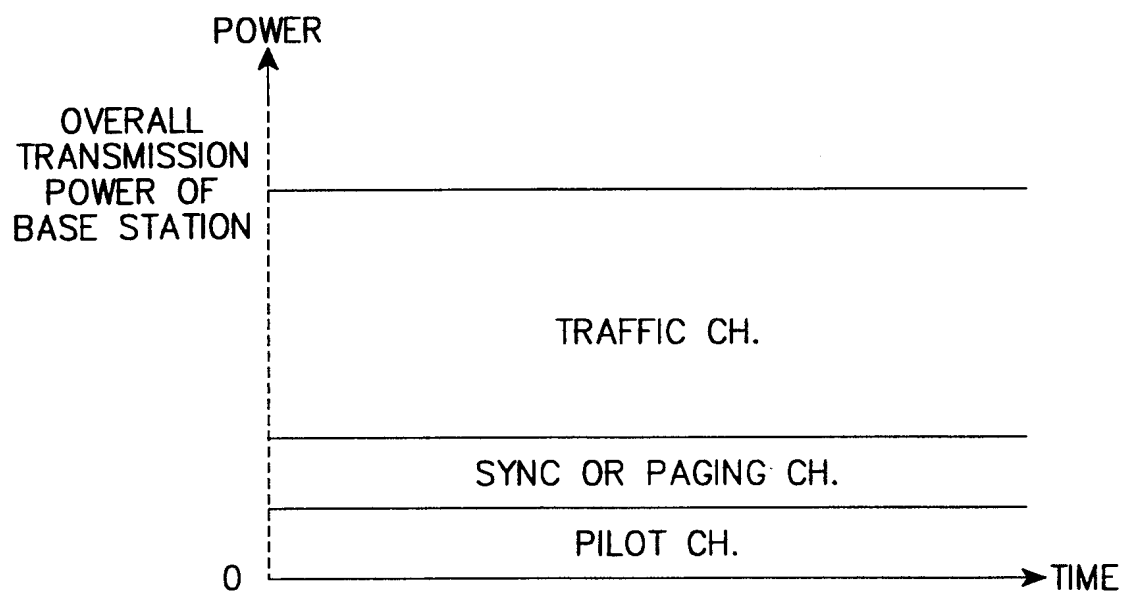 POWER
OVERALL
TRANSMISSION
POWER OF
BASE STATION
TRAFFIC CH.
SYNC OR PAGING CH.
PILOT CH.
0
TIME